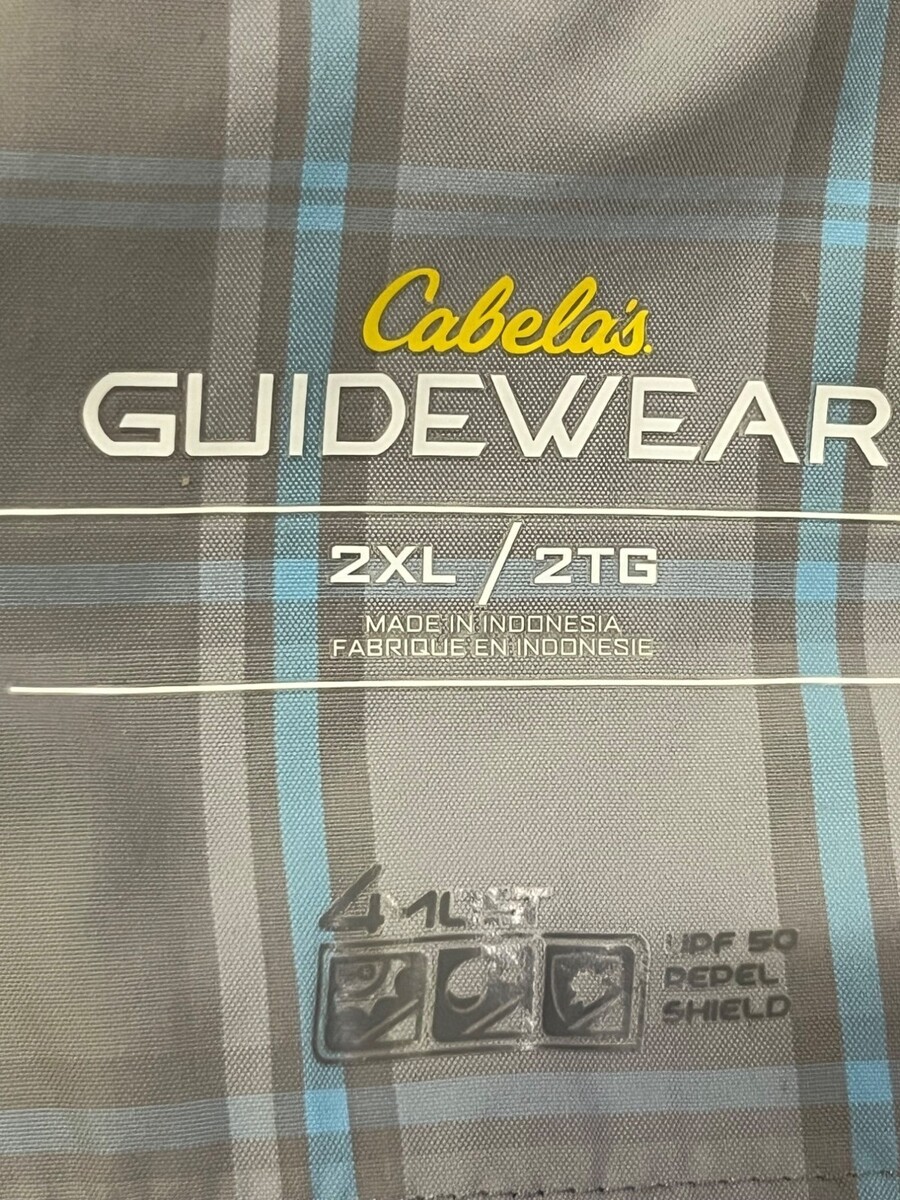 Cabela's
GUIDEWEAR
2XL / 2TG
MADE IN INDONESIA
FABRIQUE EN INDONESIE
UPF 50
REPEL
SHIELD